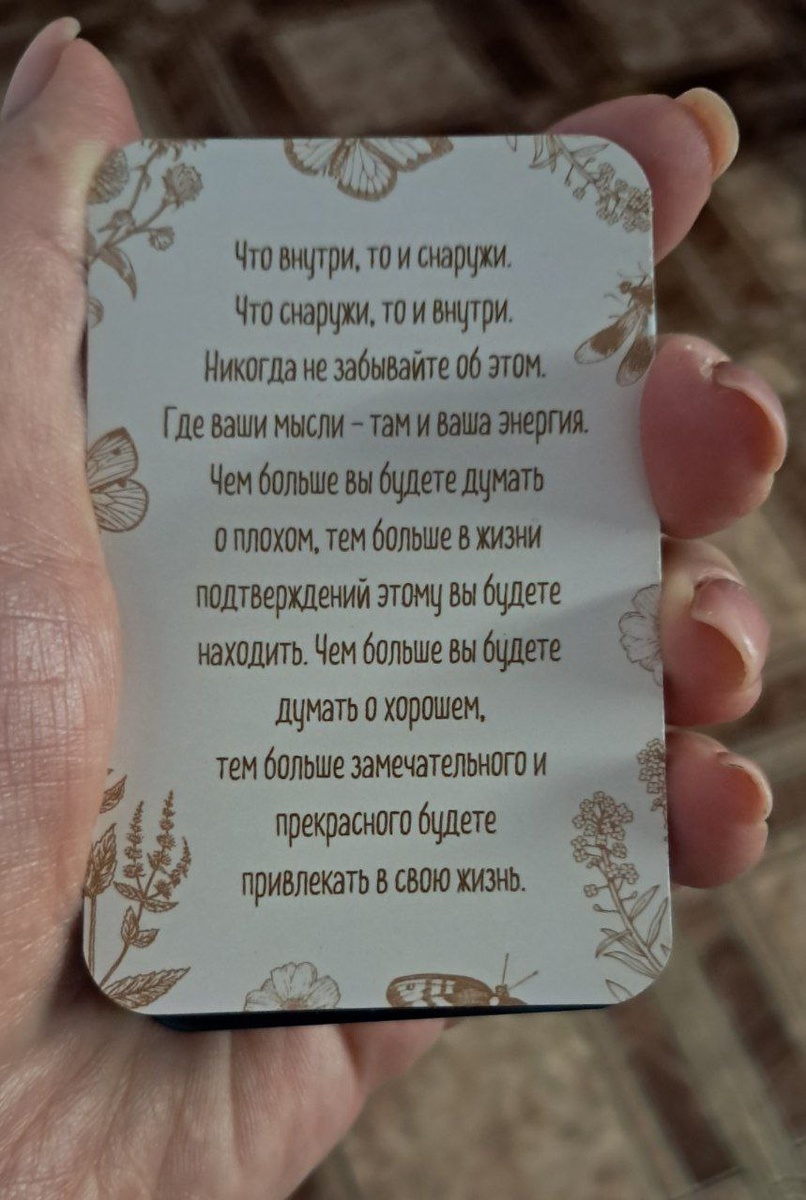 Что внутри, то и снаружи.
Что снаружи, то и внутри.
Никогда не забывайте об этом.
Где ваши мысли – там и ваша энергия.
Чем больше вы будете думать
о плохом, тем больше в жизни
подтверждений этому вы будете
находить. Чем больше вы будете
думать о хорошем,
тем больше замечательного и
прекрасного будете
привлекать в свою жизнь.